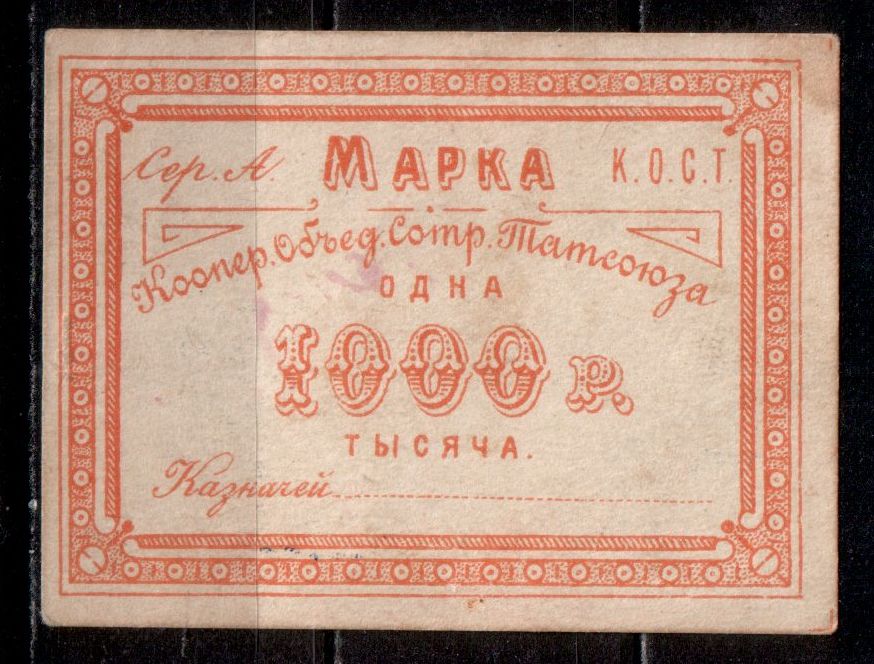 Сер. А. МАРКА К.О.С.Т.
Коопер. Объед. Сотр. Татсоюза
ОДНА
1000 р.
ТЫСЯЧА.
Казначей